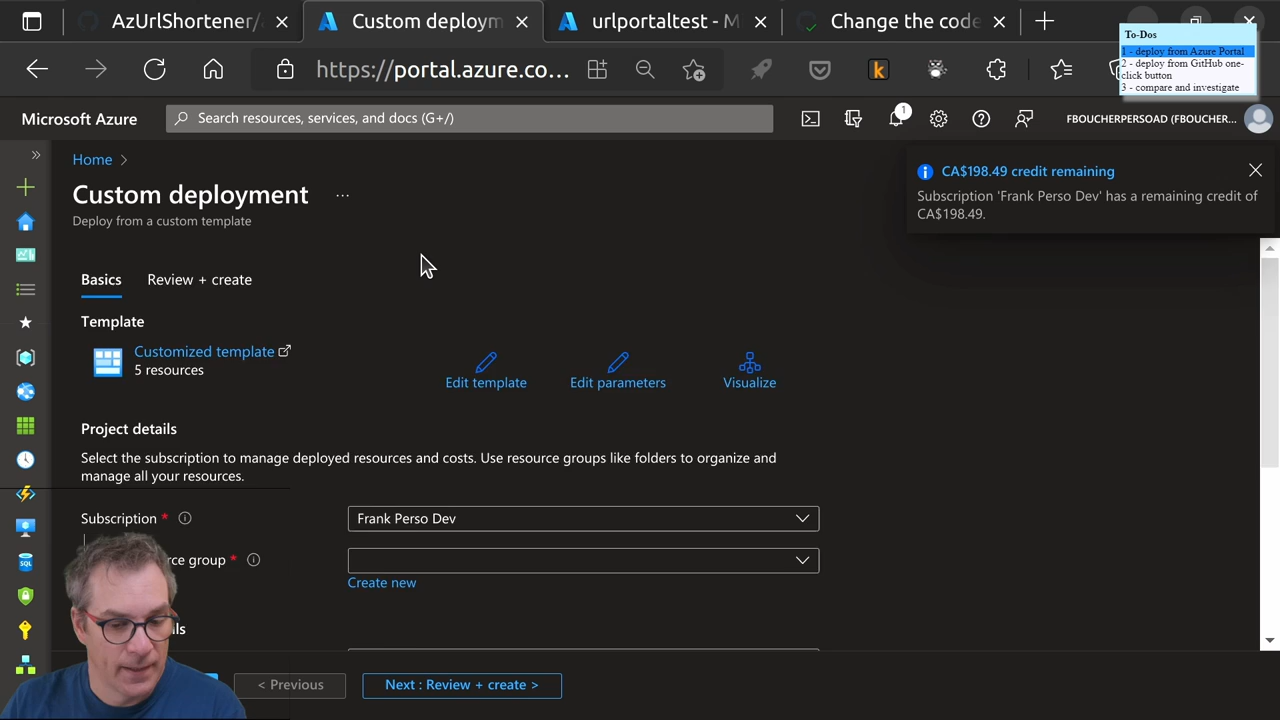 AzUrlShortener/
Custom deploym
urlportaltest - M
Change the code
https://portal.azure.co...
To-Dos
1 - deploy from Azure Portal
2 - deploy from GitHub one-
click button
3 - compare and investigate
Microsoft Azure
Search resources, services, and docs (G+/)
1
FBOUCHERPERSOAD (FBOUCHER...
Home
Custom deployment
...
Deploy from a custom template
CA$198.49 credit remaining
Subscription 'Frank Perso Dev' has a remaining credit of
CA$198.49.
Basics
Review + create
Template
Customized template
5 resources
Edit template
Edit parameters
Visualize
Project details
Select the subscription to manage deployed resources and costs. Use resource groups like folders to organize and
manage all your resources.
Subscription *
Frank Perso Dev
rce group *
Create new
ls
< Previous
Next : Review + create >
SQL
k